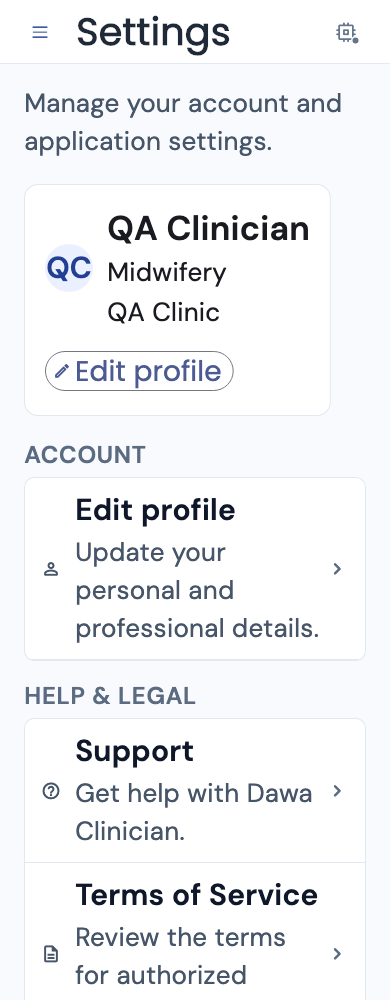 Settings
Manage your account and
application settings.
QA Clinician
QC
Midwifery
QA Clinic
Edit profile
ACCOUNT
Edit profile
Update your
personal and
professional details.
HELP & LEGAL
Support
Get help with Dawa
Clinician.
Terms of Service
Review the terms
for authorized